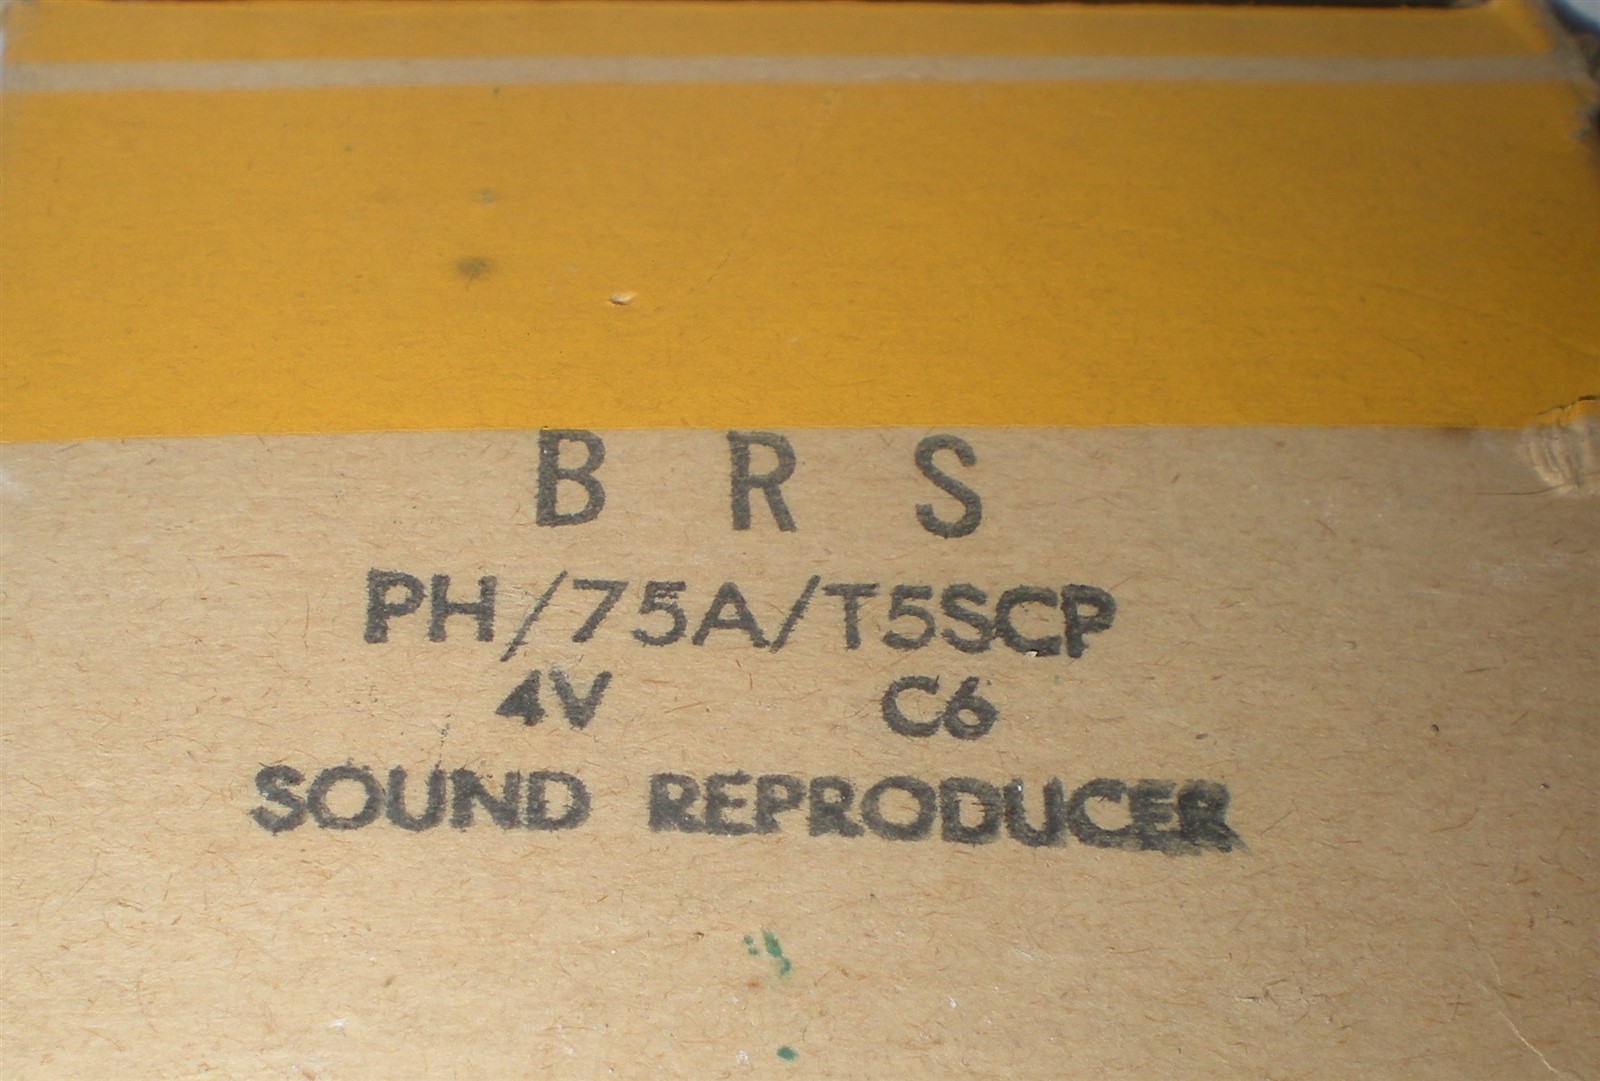 B R S
PH/75A/T5SCP
4V C6
SOUND REPRODUCER